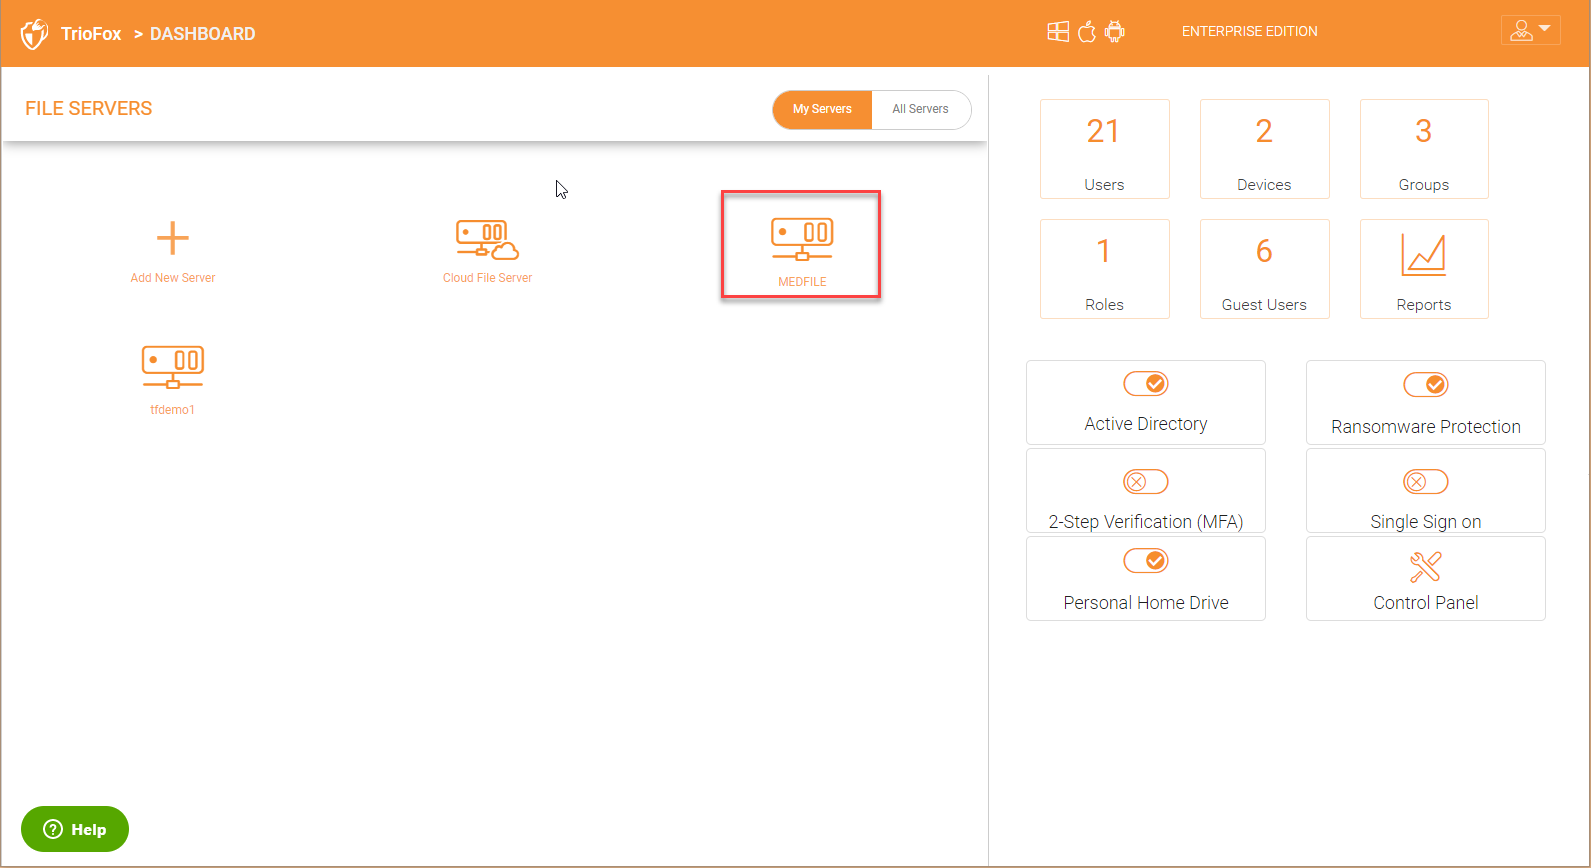 TrioFox > DASHBOARD
ENTERPRISE EDITION
FILE SERVERS
My Servers
All Servers
Add New Server
Cloud File Server
MEDFILE
tfdemo1
21
Users
2
Devices
3
Groups
1
Roles
6
Guest Users
Reports
Active Directory
Ransomware Protection
2-Step Verification (MFA)
Single Sign on
Personal Home Drive
Control Panel
? Help